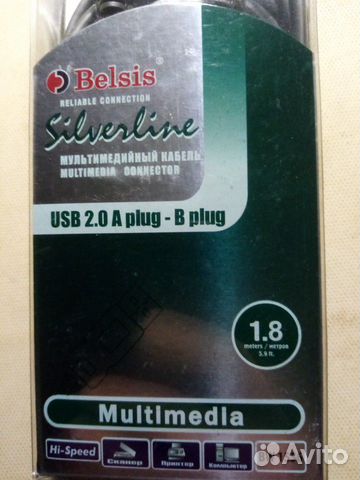 Belsis
RELIABLE CONNECTION
Silverline
МУЛЬТИМЕДИЙНЫЙ КАБЕЛЬ
MULTIMEDIA CONNECTOR
USB 2.0 A plug - B plug
1.8
meters / метров
5.9 ft.
Multimedia
Hi-Speed
Сканер
Принтер
Компьютер
Avito